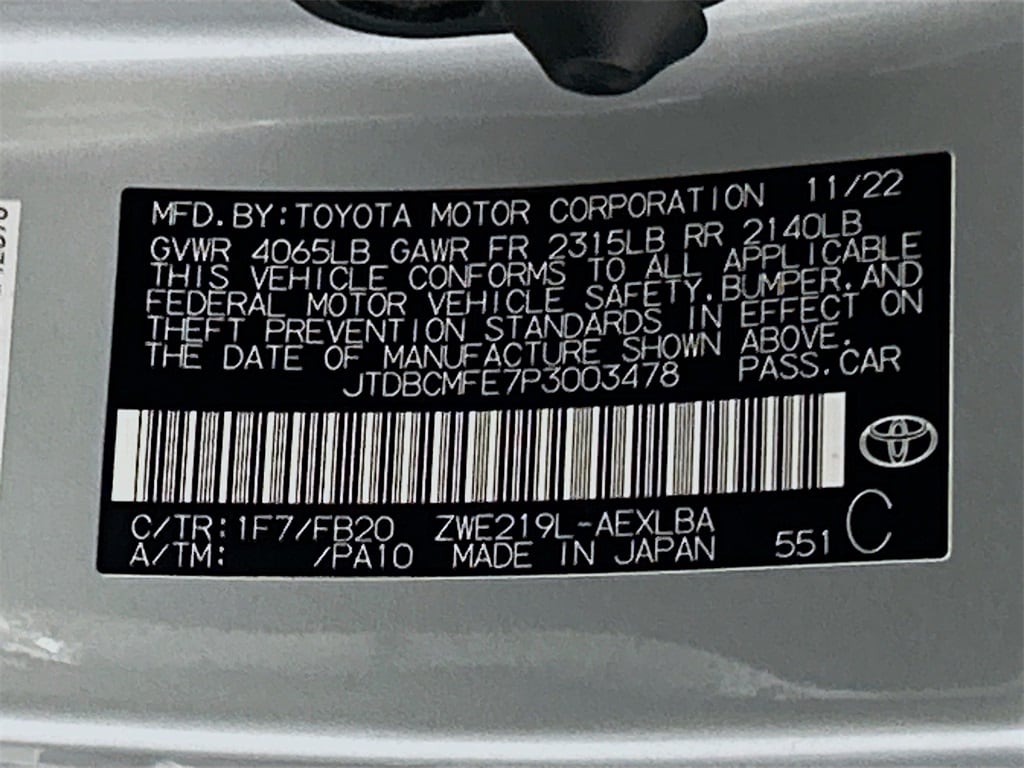 MFD.BY:TOYOTA MOTOR CORPORATION 11/22
GVWR 4065LB GAWR FR 2315LB RR 2140LB
THIS VEHICLE CONFORMS TO ALL APPLICABLE
FEDERAL MOTOR VEHICLE SAFETY,BUMPER,AND
THEFT PREVENTION STANDARDS IN EFFECT ON
THE DATE OF MANUFACTURE SHOWN ABOVE.
JTDBCMFE7P3003478 PASS.CAR
C/TR:1F7/FB20 ZWE219L-AEXLBA
A/TM: /PA10 MADE IN JAPAN 551 C